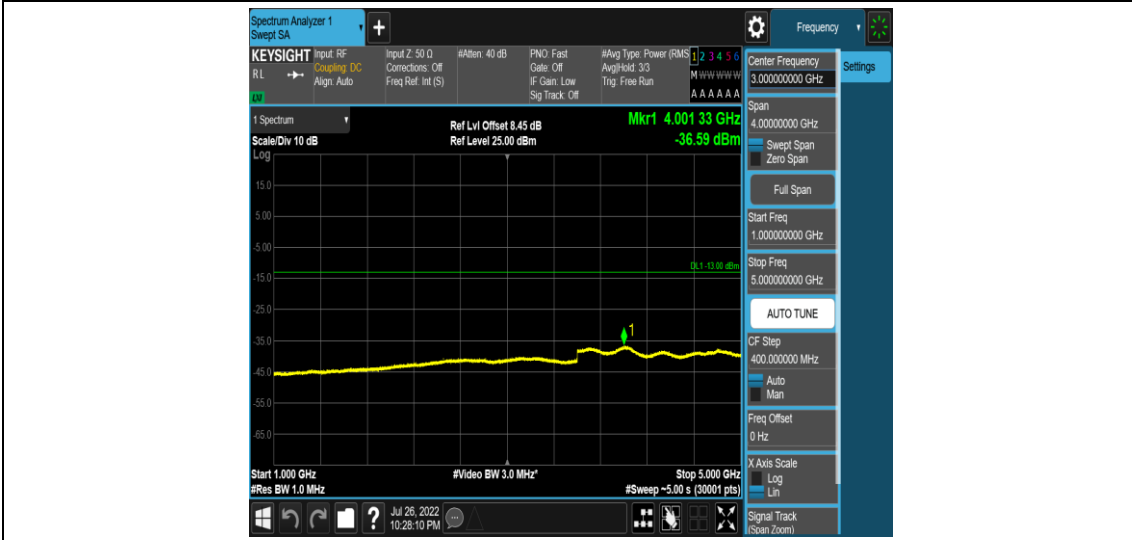 Spectrum Analyzer 1
Swept SA
+
Frequency
KEYSIGHT
RL
Input: RF
Coupling: DC
Align: Auto
Input Z: 50 Ω
Corrections: Off
Freq Ref: Int (S)
#Atten: 40 dB
PNO: Fast
Gate: Off
IF Gain: Low
Sig Track: Off
#Avg Type: Power (RMS
Avg|Hold: 3/3
Trig: Free Run
1 2 3 4 5 6
M W W W W W
A A A A A A
1 Spectrum
Scale/Div 10 dB
Log
Ref Lvl Offset 8.45 dB
Ref Level 25.00 dBm
Mkr1 4.001 33 GHz
-36.59 dBm
15.0
5.00
-5.00
DL1 -13.00 dBm
-15.0
-25.0
-35.0
1
-45.0
-55.0
-65.0
Start 1.000 GHz
#Res BW 1.0 MHz
#Video BW 3.0 MHz*
Stop 5.000 GHz
#Sweep ~5.00 s (30001 pts)
?
Jul 26, 2022
10:28:10 PM
Center Frequency
3.000000000 GHz
Span
4.00000000 GHz
Swept Span
Zero Span
Full Span
Start Freq
1.000000000 GHz
Stop Freq
5.000000000 GHz
AUTO TUNE
CF Step
400.000000 MHz
Auto
Man
Freq Offset
0 Hz
X Axis Scale
Log
Lin
Signal Track
(Span Zoom)
Settings